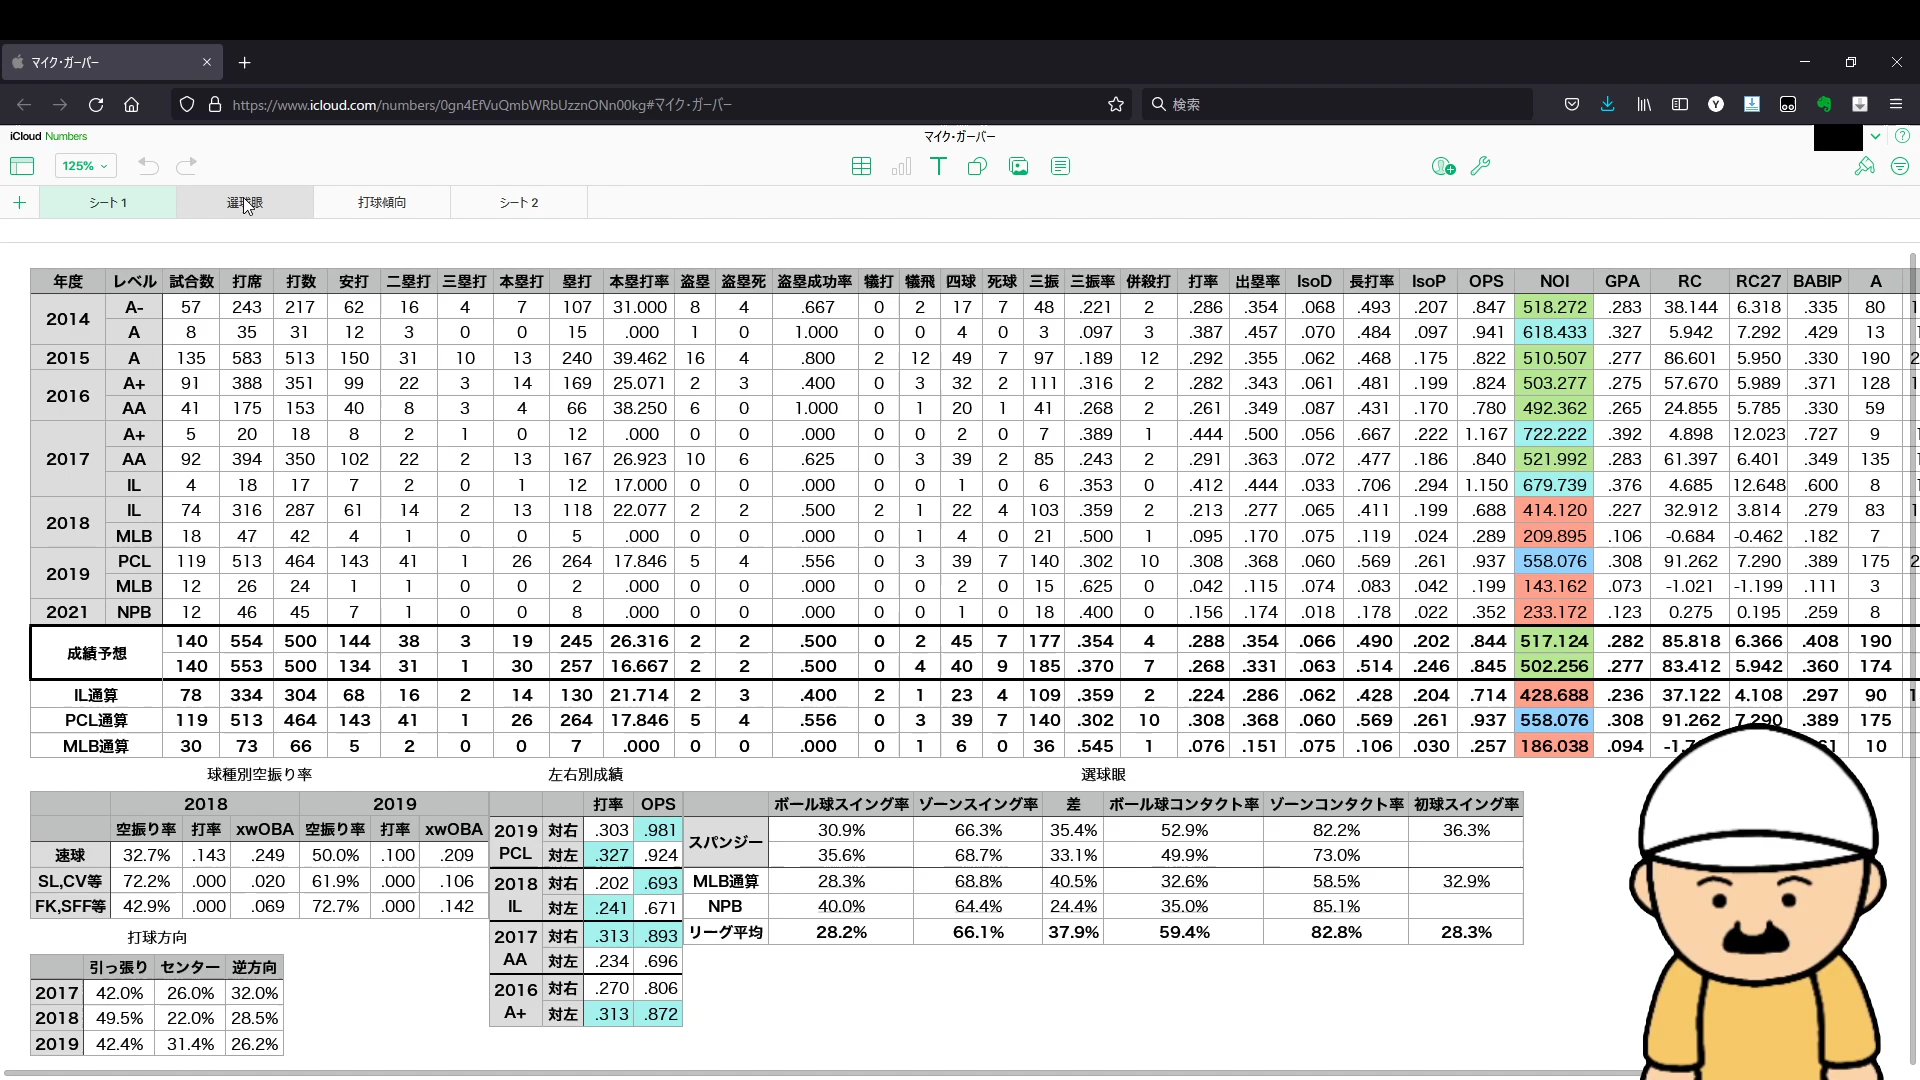 マイク・ガーバー
https://www.icloud.com/numbers/0gn4EfVuQmbWRbUzznONn00kg#マイク・ガーバー
検索
iCloud Numbers
マイク・ガーバー
125%
シート 1 選球眼 打球傾向 シート 2
年度 レベル 試合数 打席 打数 安打 二塁打 三塁打 本塁打 塁打 本塁打率 盗塁 盗塁死 盗塁成功率 犠打 犠飛 四球 死球 三振 三振率 併殺打 打率 出塁率 IsoD 長打率 IsoP OPS NOI GPA RC RC27 BABIP A
2014 A- 57 243 217 62 16 4 7 107 31.000 8 4 .667 0 2 17 7 48 .221 2 .286 .354 .068 .493 .207 .847 518.272 .283 38.144 6.318 .335 80
A 8 35 31 12 3 0 0 15 .000 1 0 1.000 0 0 4 0 3 .097 3 .387 .457 .070 .484 .097 .941 618.433 .327 5.942 7.292 .429 13
2015 A 135 583 513 150 31 10 13 240 39.462 16 4 .800 2 12 49 7 97 .189 12 .292 .355 .062 .468 .175 .822 510.507 .277 86.601 5.950 .330 190
2016 A+ 91 388 351 99 22 3 14 169 25.071 2 3 .400 0 3 32 2 111 .316 2 .282 .343 .061 .481 .199 .824 503.277 .275 57.670 5.989 .371 128
AA 41 175 153 40 8 3 4 66 38.250 6 0 1.000 0 1 20 1 41 .268 2 .261 .349 .087 .431 .170 .780 492.362 .265 24.855 5.785 .330 59
2017 A+ 5 20 18 8 2 1 0 12 .000 0 0 .000 0 0 2 0 7 .389 1 .444 .500 .056 .667 .222 1.167 722.222 .392 4.898 12.023 .727 9
AA 92 394 350 102 22 2 13 167 26.923 10 6 .625 0 3 39 2 85 .243 2 .291 .363 .072 .477 .186 .840 521.992 .283 61.397 6.401 .349 135
IL 4 18 17 7 2 0 1 12 17.000 0 0 .000 0 0 1 0 6 .353 0 .412 .444 .033 .706 .294 1.150 679.739 .376 4.685 12.648 .600 8
2018 IL 74 316 287 61 14 2 13 118 22.077 2 2 .500 2 1 22 4 103 .359 2 .213 .277 .065 .411 .199 .688 414.120 .227 32.912 3.814 .279 83
MLB 18 47 42 4 1 0 0 5 .000 0 0 .000 0 1 4 0 21 .500 1 .095 .170 .075 .119 .024 .289 209.895 .106 -0.684 -0.462 .182 7
2019 PCL 119 513 464 143 41 1 26 264 17.846 5 4 .556 0 3 39 7 140 .302 10 .308 .368 .060 .569 .261 .937 558.076 .308 91.262 7.290 .389 175
MLB 12 26 24 1 1 0 0 2 .000 0 0 .000 0 0 2 0 15 .625 0 .042 .115 .074 .083 .042 .199 143.162 .073 -1.021 -1.199 .111 3
2021 NPB 12 46 45 7 1 0 0 8 .000 0 0 .000 0 0 1 0 18 .400 0 .156 .174 .018 .178 .022 .352 233.172 .123 0.275 0.195 .259 8
成績予想 140 554 500 144 38 3 19 245 26.316 2 2 .500 0 2 45 7 177 .354 4 .288 .354 .066 .490 .202 .844 517.124 .282 85.818 6.366 .408 190
140 553 500 134 31 1 30 257 16.667 2 2 .500 0 4 40 9 185 .370 7 .268 .331 .063 .514 .246 .845 502.256 .277 83.412 5.942 .360 174
IL通算 78 334 304 68 16 2 14 130 21.714 2 3 .400 2 1 23 4 109 .359 2 .224 .286 .062 .428 .204 .714 428.688 .236 37.122 4.108 .297 90
PCL通算 119 513 464 143 41 1 26 264 17.846 5 4 .556 0 3 39 7 140 .302 10 .308 .368 .060 .569 .261 .937 558.076 .308 91.262 7.290 .389 175
MLB通算 30 73 66 5 2 0 0 7 .000 0 0 .000 0 1 6 0 36 .545 1 .076 .151 .075 .106 .030 .257 186.038 .094 10
球種別空振り率
2018 2019
空振り率 打率 xwOBA 空振り率 打率 xwOBA
速球 32.7% .143 .249 50.0% .100 .209
SL,CV等 72.2% .000 .020 61.9% .000 .106
FK,SFF等 42.9% .000 .069 72.7% .000 .142
打球方向
引っ張り センター 逆方向
2017 42.0% 26.0% 32.0%
2018 49.5% 22.0% 28.5%
2019 42.4% 31.4% 26.2%
左右別成績
打率 OPS
2019 PCL 対右 .303 .981
対左 .327 .924
2018 IL 対右 .202 .693
対左 .241 .671
2017 AA 対右 .313 .893
対左 .234 .696
2016 A+ 対右 .270 .806
対左 .313 .872
選球眼
ボール球スイング率 ゾーンスイング率 差 ボール球コンタクト率 ゾーンコンタクト率 初球スイング率
スパンジー 30.9% 66.3% 35.4% 52.9% 82.2% 36.3%
35.6% 68.7% 33.1% 49.9% 73.0%
MLB通算 28.3% 68.8% 40.5% 32.6% 58.5% 32.9%
NPB 40.0% 64.4% 24.4% 35.0% 85.1%
リーグ平均 28.2% 66.1% 37.9% 59.4% 82.8% 28.3%